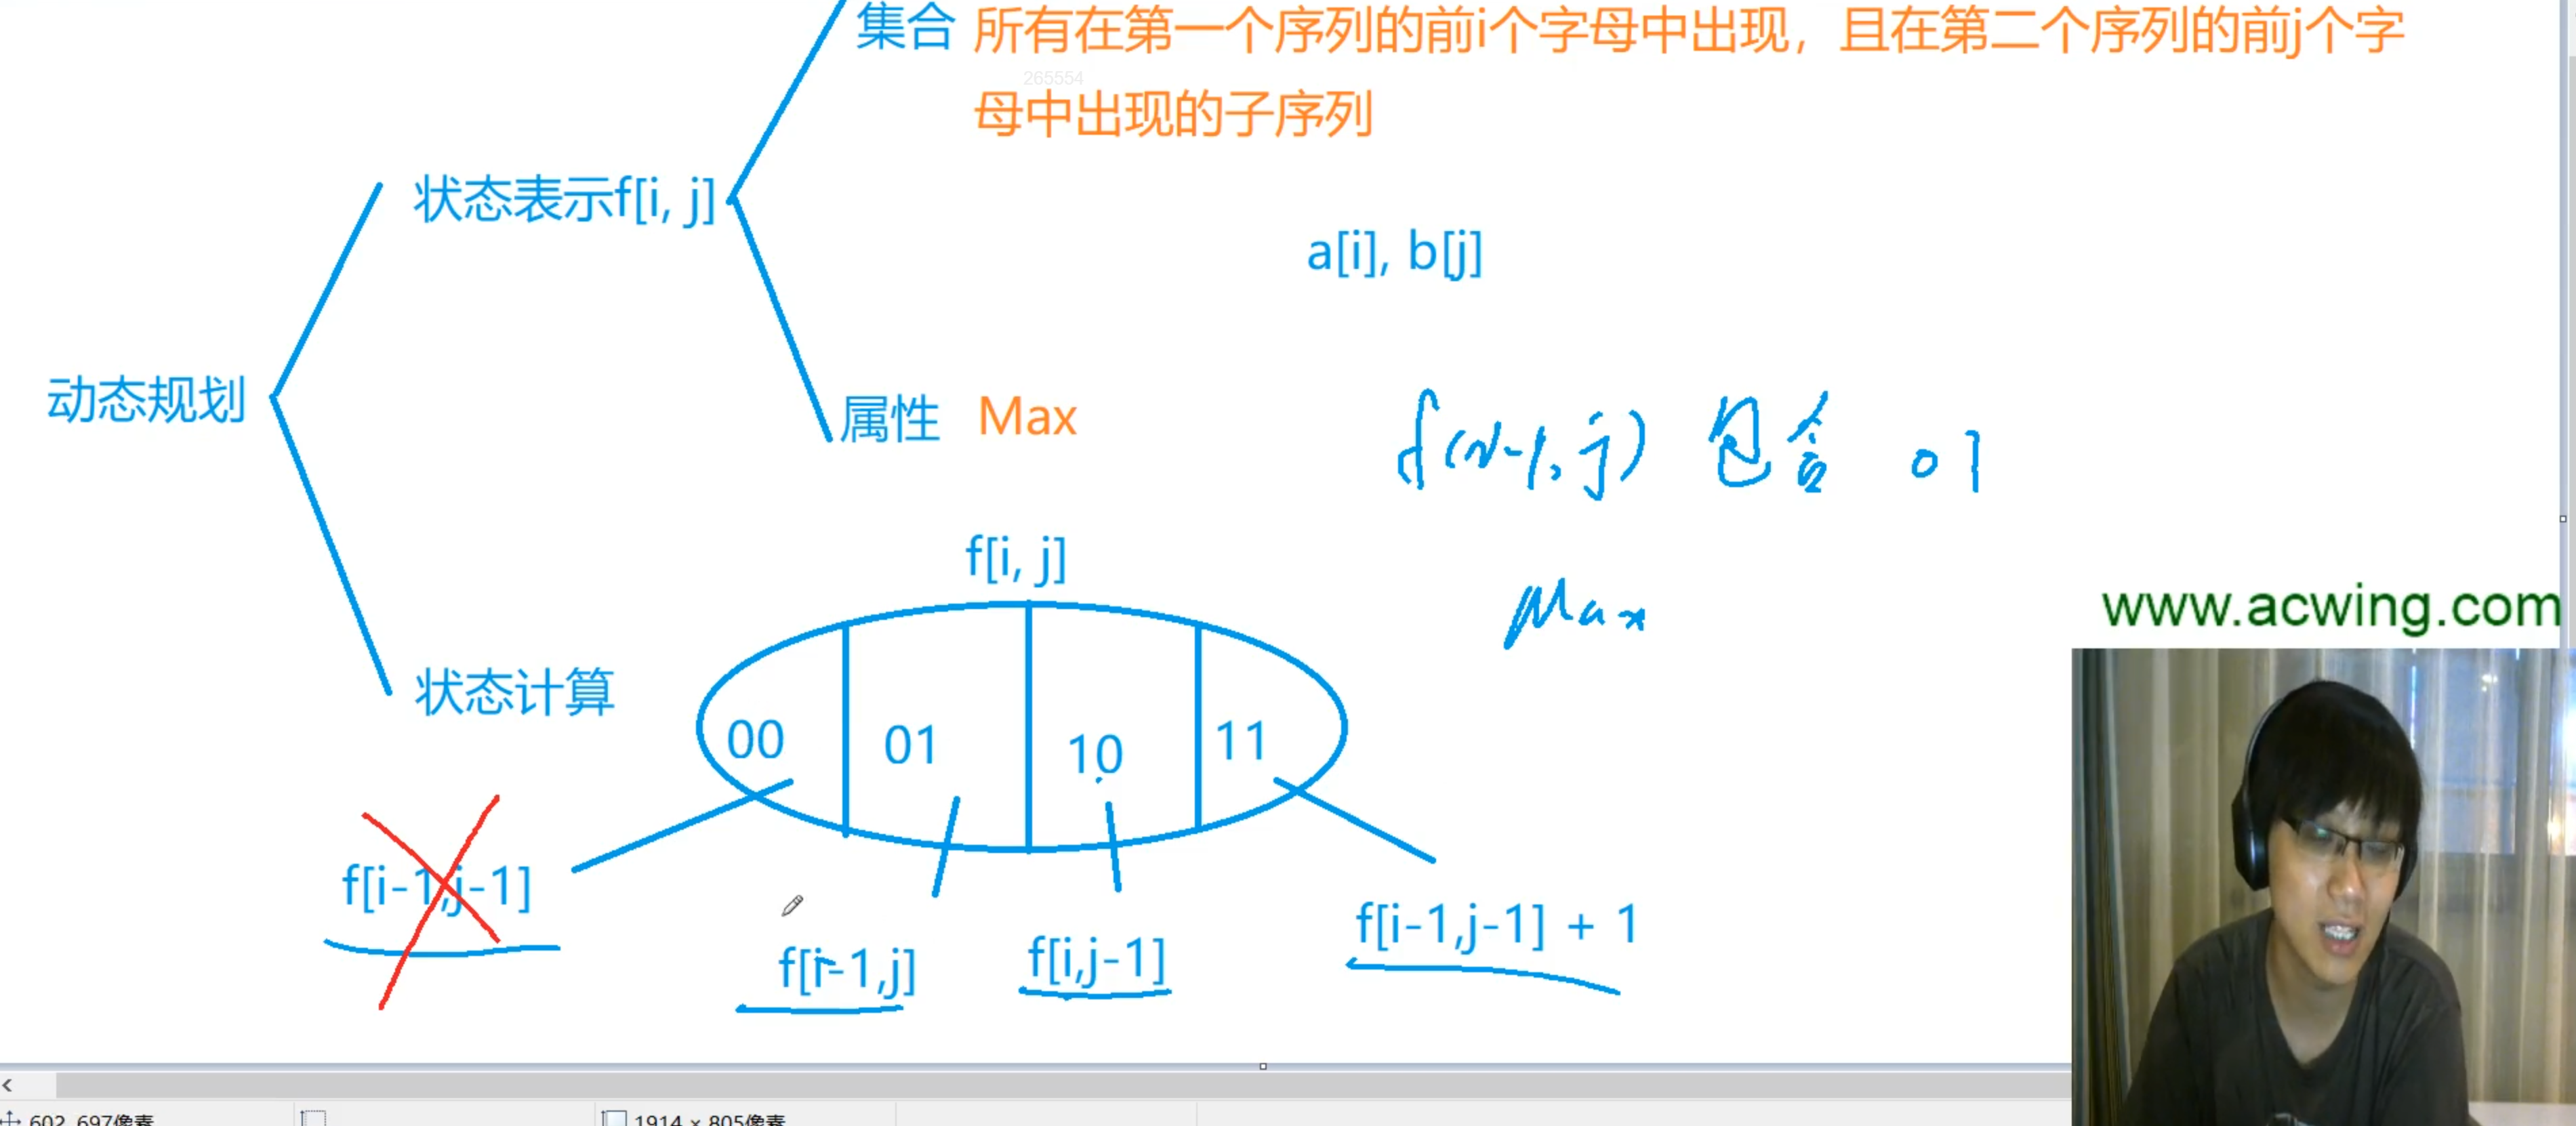 集合 所有在第一个序列的前i个字母中出现，且在第二个序列的前j个字
265554
母中出现的子序列
状态表示f[i, j]
a[i], b[j]
动态规划
属性 Max
f(i-1, j) 包含 01
f[i, j]
Max
www.acwing.com
状态计算
00 01 10 11
f[i-1,j-1]
f[i-1,j]
f[i,j-1]
f[i-1,j-1] + 1
602, 697像素
1914 × 805像素